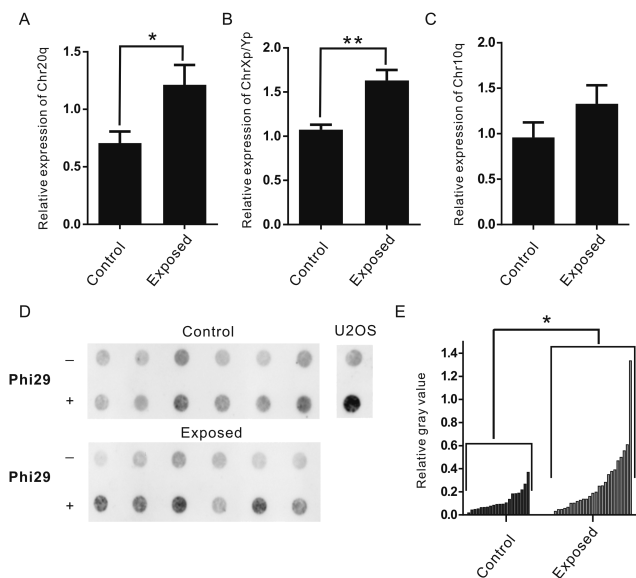 A
B
C
Relative expression of Chr20q
1.5
1.0
0.5
0.0
*
Control
Exposed
Relative expression of ChrXp/Yp
2.0
1.5
1.0
0.5
0.0
**
Control
Exposed
Relative expression of Chr10q
2.0
1.5
1.0
0.5
0.0
Control
Exposed
D
Control
U2OS
Phi29
–
+
Exposed
Phi29
–
+
E
Relative gray value
1.4
1.2
1.0
0.8
0.6
0.4
0.2
0.0
*
Control
Exposed